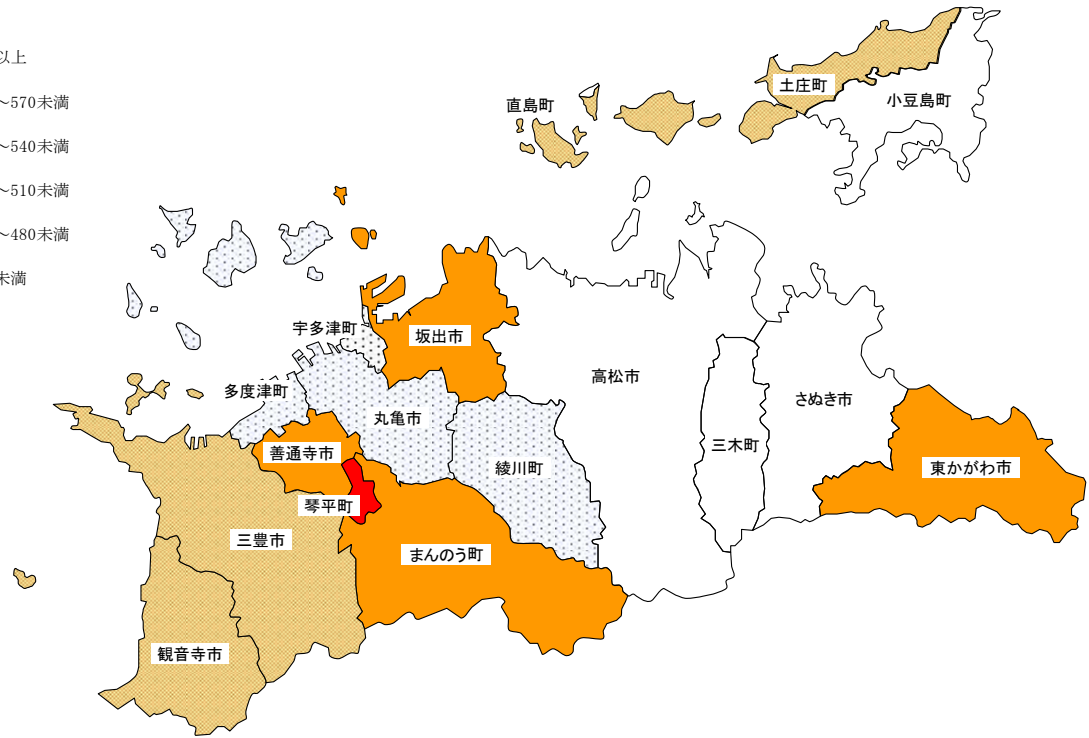 以上
～570未満
～540未満
～510未満
～480未満
未満
土庄町
直島町
小豆島町
宇多津町
坂出市
高松市
多度津町
丸亀市
さぬき市
三木町
善通寺市
綾川町
東かがわ市
琴平町
三豊市
まんのう町
観音寺市